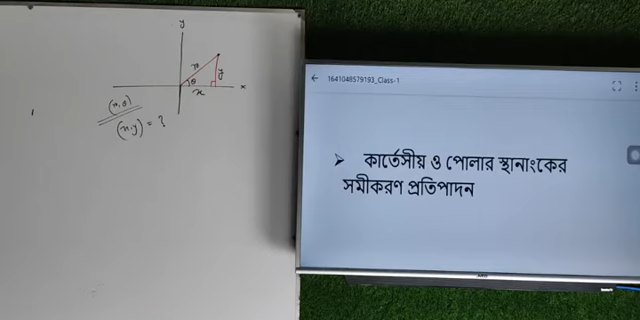 y
r
y
θ
x
x
(r,θ)
(x,y) = ?
← 1641048579193_Class-1
➤ কার্তেসীয় ও পোলার স্থানাংকের
সমীকরণ প্রতিপাদন